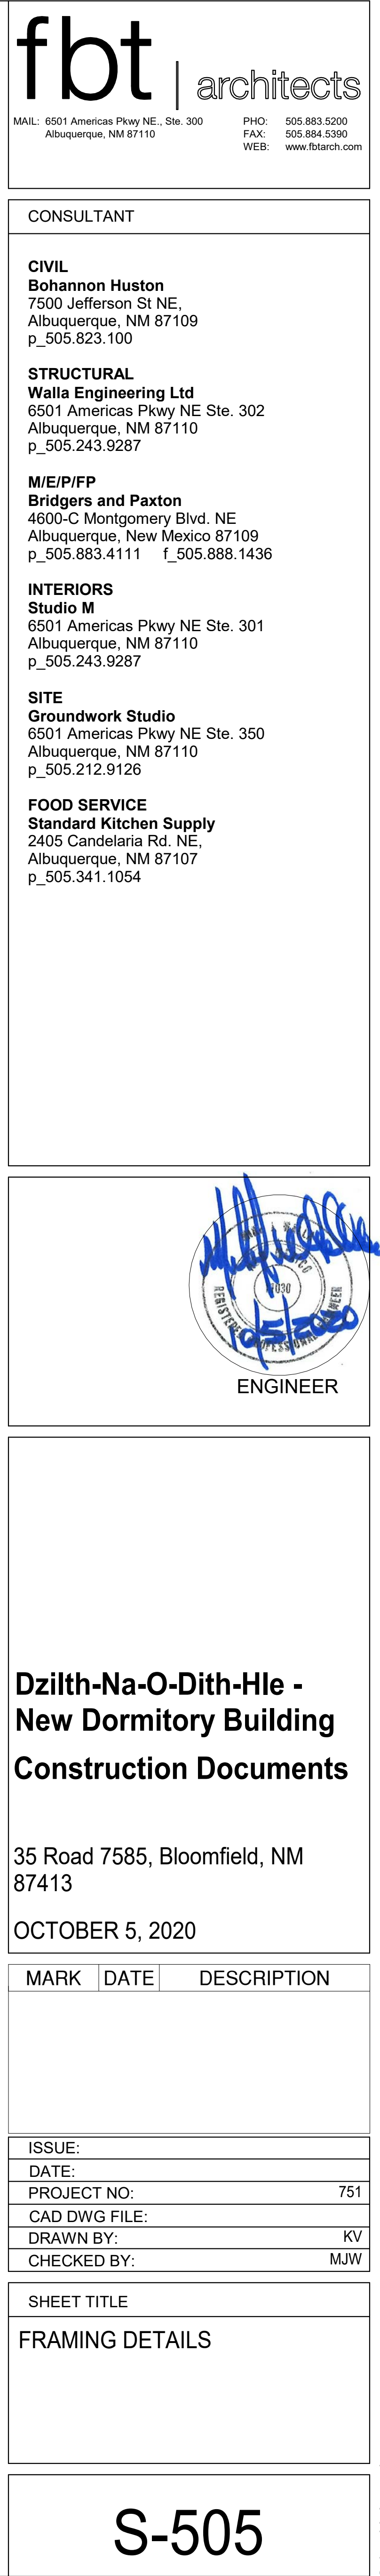 fbt | architects
MAIL: 6501 Americas Pkwy NE., Ste. 300
Albuquerque, NM 87110
PHO: 505.883.5200
FAX: 505.884.5390
WEB: www.fbtarch.com
CONSULTANT
CIVIL
Bohannon Huston
7500 Jefferson St NE,
Albuquerque, NM 87109
p_505.823.100
STRUCTURAL
Walla Engineering Ltd
6501 Americas Pkwy NE Ste. 302
Albuquerque, NM 87110
p_505.243.9287
M/E/P/FP
Bridgers and Paxton
4600-C Montgomery Blvd. NE
Albuquerque, New Mexico 87109
p_505.883.4111 f_505.888.1436
INTERIORS
Studio M
6501 Americas Pkwy NE Ste. 301
Albuquerque, NM 87110
p_505.243.9287
SITE
Groundwork Studio
6501 Americas Pkwy NE Ste. 350
Albuquerque, NM 87110
p_505.212.9126
FOOD SERVICE
Standard Kitchen Supply
2405 Candelaria Rd. NE,
Albuquerque, NM 87107
p_505.341.1054
REGISTERED PROFESSIONAL ENGINEER
10/5/2020
ENGINEER
Dzilth-Na-O-Dith-Hle -
New Dormitory Building
Construction Documents
35 Road 7585, Bloomfield, NM
87413
OCTOBER 5, 2020
MARK DATE DESCRIPTION
ISSUE:
DATE:
PROJECT NO: 751
CAD DWG FILE:
DRAWN BY: KV
CHECKED BY: MJW
SHEET TITLE
FRAMING DETAILS
S-505